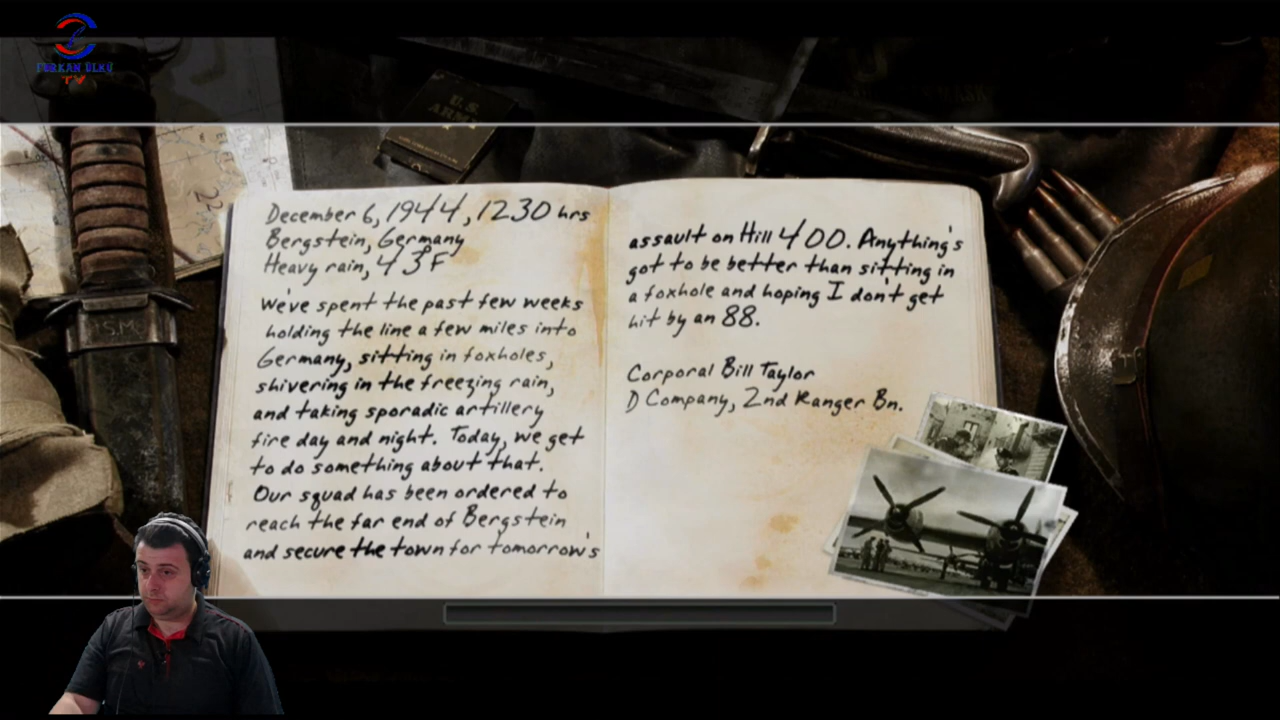 FURKAN ÜLKÜ
TV
U.S.
ARMY
December 6, 1944, 1230 hrs
Bergstein, Germany
Heavy rain, 43°F
We've spent the past few weeks
holding the line a few miles into
Germany, sitting in foxholes,
shivering in the freezing rain,
and taking sporadic artillery
fire day and night. Today, we get
to do something about that.
Our squad has been ordered to
reach the far end of Bergstein
and secure the town for tomorrow's
assault on Hill 400. Anything's
got to be better than sitting in
a foxhole and hoping I don't get
hit by an 88.
Corporal Bill Taylor
D Company, 2nd Ranger Bn.